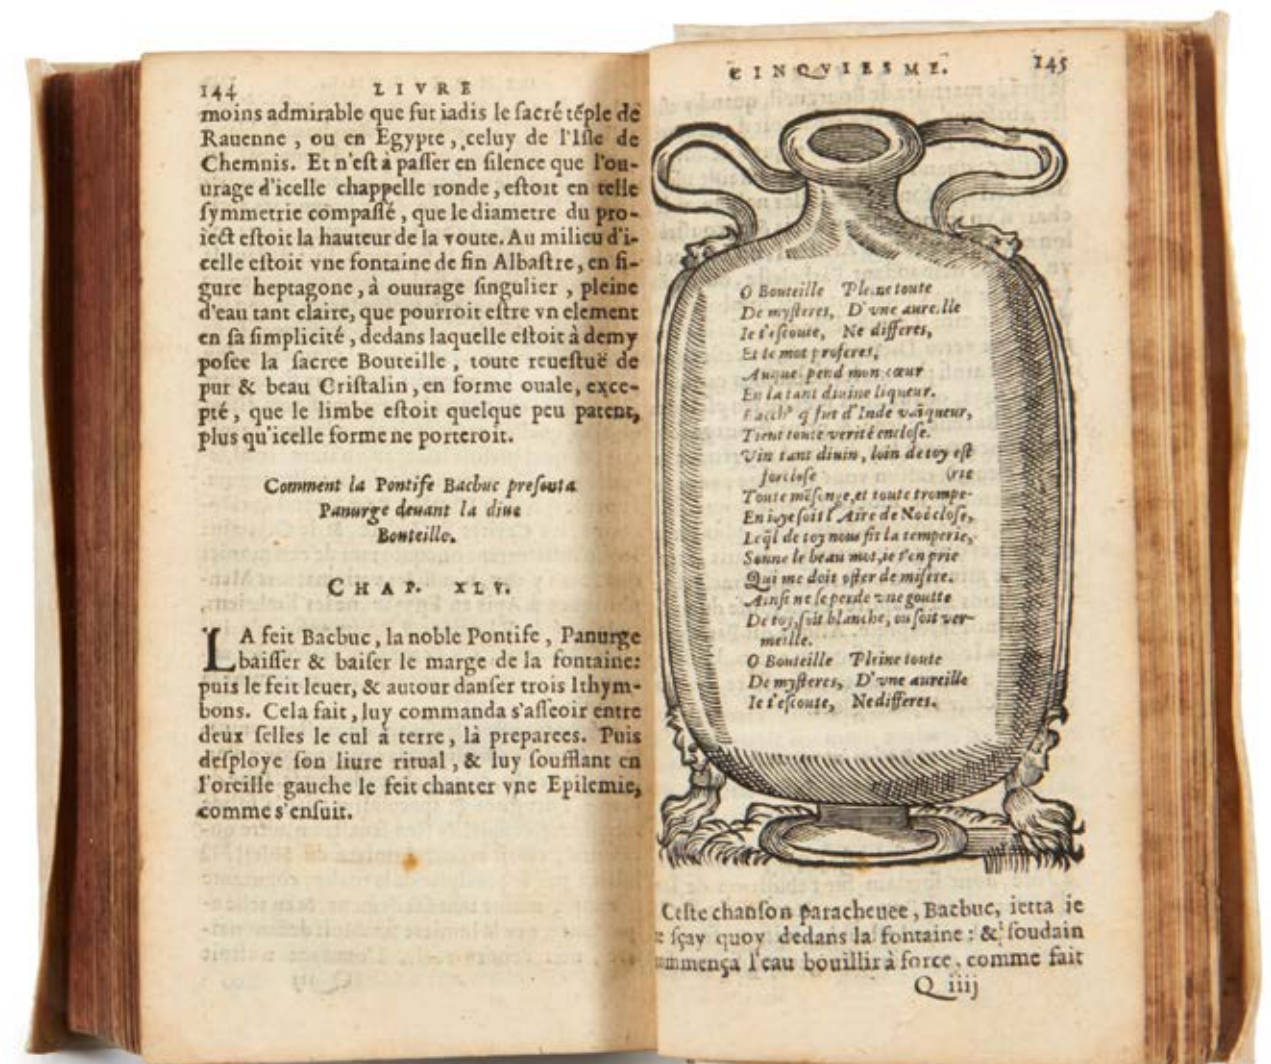 144 LIVRE
moins admirable que fut iadis le sacré tẽple de
Rauenne, ou en Egypte, celuy de l'Isle de
Chemnis. Et n'est à passer en silence que l'ou-
urage d'icelle chappelle ronde, estoit en telle
symmetrie compassé, que le diametre du pro-
iect estoit la hauteur de la voute. Au milieu d'i-
celle estoit vne fontaine de fin Albastre, en fi-
gure heptagone, à ouurage singulier, pleine
d'eau tant claire, que pourroit estre vn element
en sa simplicité, dedans laquelle estoit à demy
posee la sacree Bouteille, toute reuestuë de
pur & beau Cristalin, en forme ouale, exce-
pté, que le limbe estoit quelque peu patent,
plus qu'icelle forme ne porteroit.
Comment la Pontife Bacbuc presenta
Panurge deuant la diue
Bouteille.
CHAP. XLV.
LA feit Bacbuc, la noble Pontife, Panurge
baisser & baiser le marge de la fontaine:
puis le feit leuer, & autour danser trois Ithym-
bons. Cela fait, luy commanda s'asseoir entre
deux selles le cul à terre, là preparees. Puis
desploye son liure ritual, & luy soufflant en
l'oreille gauche le feit chanter vne Epilemie,
comme s'ensuit.
CINQVIESME. 145
O Bouteille Pleine toute
De mysteres, D'vne aureille
Ie t'escoute, Ne differes,
Et le mot proferes,
Auque pend mon cœur
En la tant diuine liqueur.
Bacchꝰ q̃ fut d'Inde vaĩqueur,
Tient toute verité enclose.
Vin tant diuin, loin de toy est
forclose (rie
Toute mẽsonge, et toute trompe-
En ioye soit l'Aire de Noë close,
Leq̃l de toy nous fit la temperie,
Sonne le beau mot, ie t'en prie
Qui me doit oster de misere.
Ainsi ne se perde vne goutte
De toy, soit blanche, ou soit ver-
meille.
O Bouteille Pleine toute
De mysteres, D'vne aureille
Ie t'escoute, Ne differes.
Ceste chanson paracheuee, Bacbuc, ietta ie
sçay quoy dedans la fontaine: & soudain
mmença l'eau bouillir à force, comme fait
Q iiij